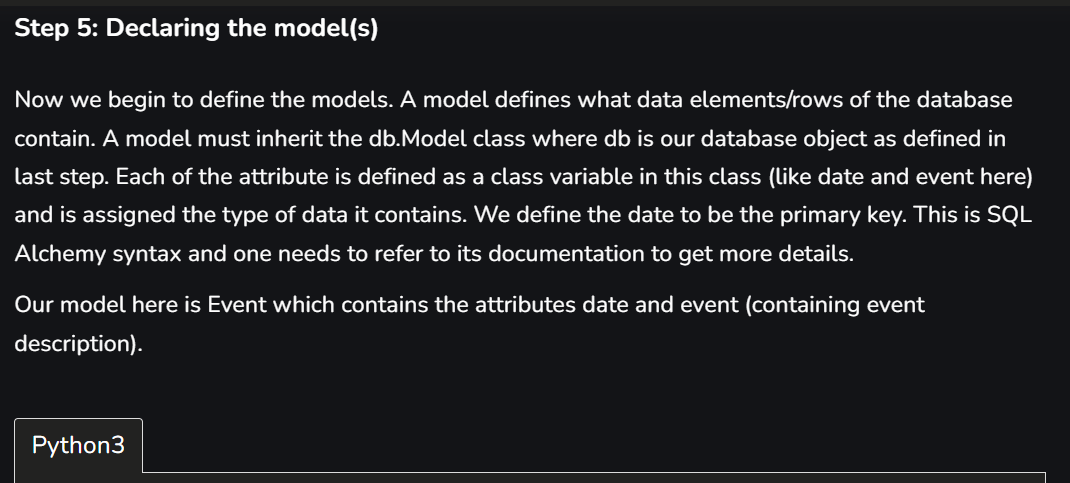 Step 5: Declaring the model(s)
Now we begin to define the models. A model defines what data elements/rows of the database
contain. A model must inherit the db.Model class where db is our database object as defined in
last step. Each of the attribute is defined as a class variable in this class (like date and event here)
and is assigned the type of data it contains. We define the date to be the primary key. This is SQL
Alchemy syntax and one needs to refer to its documentation to get more details.
Our model here is Event which contains the attributes date and event (containing event
description).
Python3